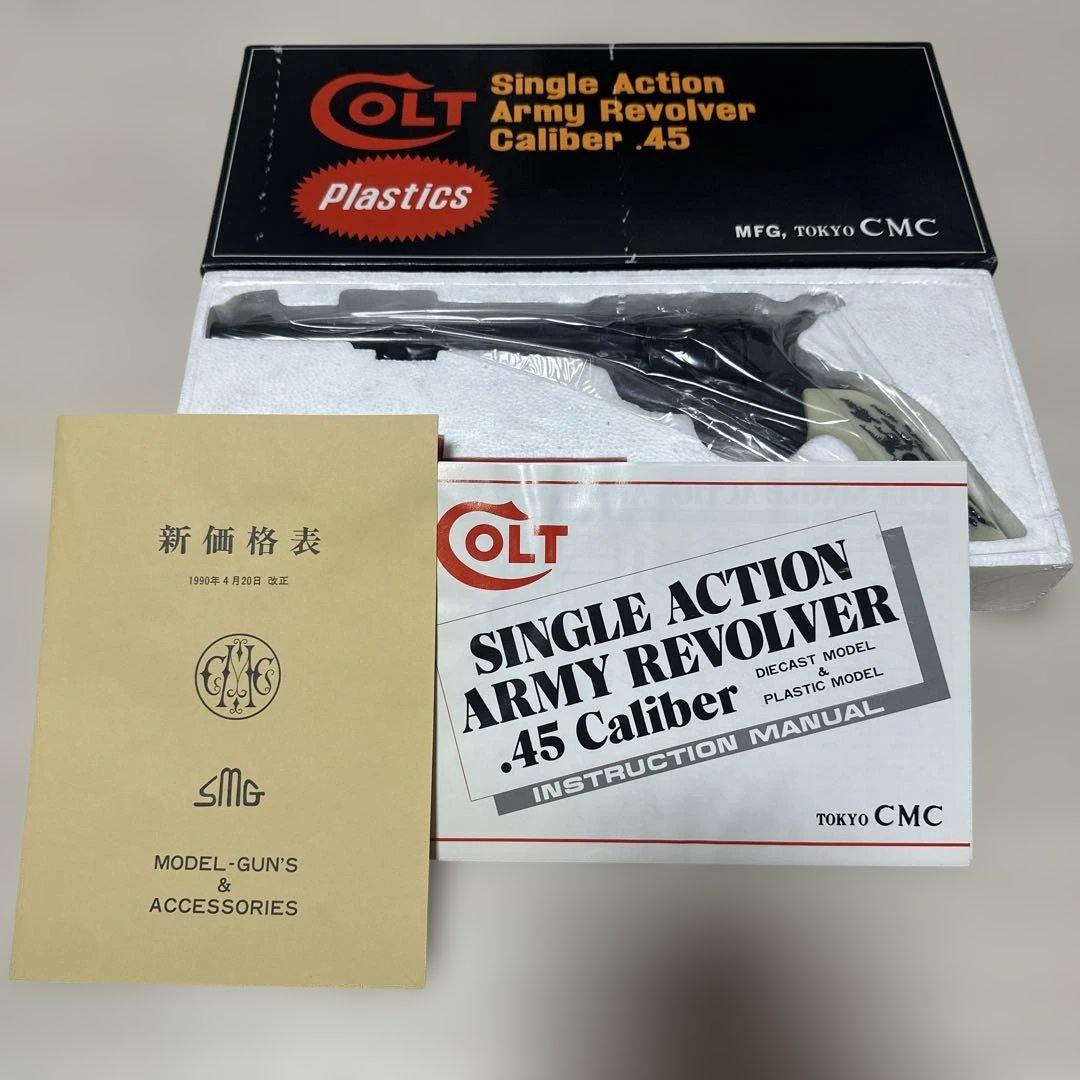 COLT
Single Action
Army Revolver
Caliber .45
Plastics
MFG, TOKYO CMC
新価格表
1990年4月20日 改正
CMC
SMG
MODEL-GUN'S
&
ACCESSORIES
COLT
SINGLE ACTION
ARMY REVOLVER
.45 Caliber
DIECAST MODEL
&
PLASTIC MODEL
INSTRUCTION MANUAL
TOKYO CMC